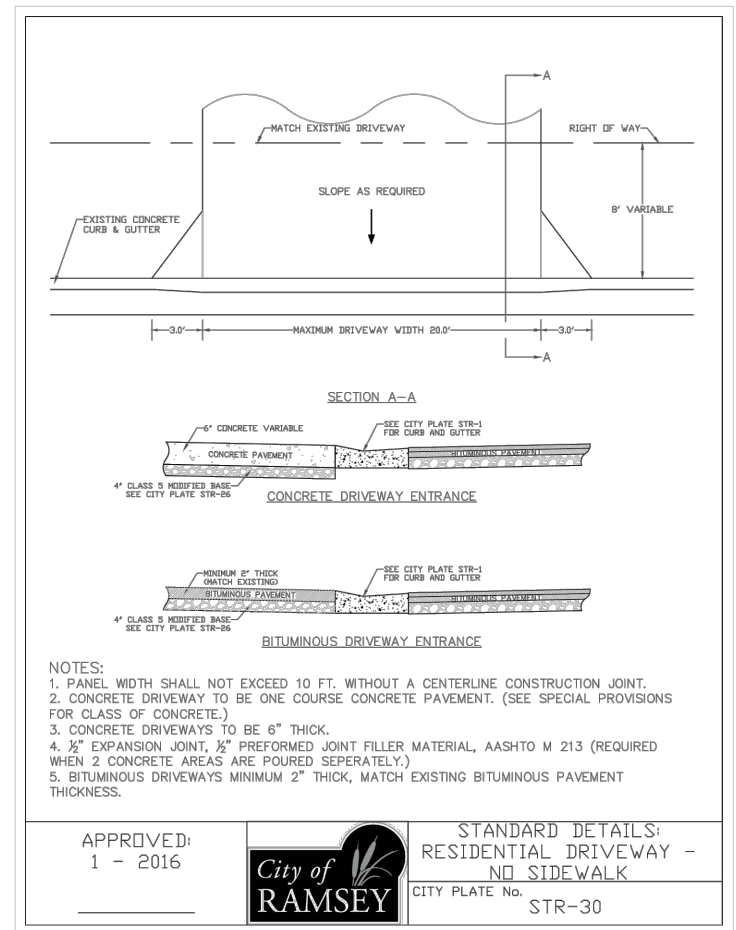 A
MATCH EXISTING DRIVEWAY
RIGHT OF WAY
SLOPE AS REQUIRED
8' VARIABLE
EXISTING CONCRETE
CURB & GUTTER
3.0'
MAXIMUM DRIVEWAY WIDTH 20.0'
3.0'
A
SECTION A-A
6" CONCRETE VARIABLE
SEE CITY PLATE STR-1
FOR CURB AND GUTTER
CONCRETE PAVEMENT
BITUMINOUS PAVEMENT
4" CLASS 5 MODIFIED BASE
SEE CITY PLATE STR-26
CONCRETE DRIVEWAY ENTRANCE
MINIMUM 2" THICK
(MATCH EXISTING)
SEE CITY PLATE STR-1
FOR CURB AND GUTTER
BITUMINOUS PAVEMENT
BITUMINOUS PAVEMENT
4" CLASS 5 MODIFIED BASE
SEE CITY PLATE STR-26
BITUMINOUS DRIVEWAY ENTRANCE
NOTES:
1. PANEL WIDTH SHALL NOT EXCEED 10 FT. WITHOUT A CENTERLINE CONSTRUCTION JOINT.
2. CONCRETE DRIVEWAY TO BE ONE COURSE CONCRETE PAVEMENT. (SEE SPECIAL PROVISIONS
FOR CLASS OF CONCRETE.)
3. CONCRETE DRIVEWAYS TO BE 6" THICK.
4. ½" EXPANSION JOINT, ½" PREFORMED JOINT FILLER MATERIAL, AASHTO M 213 (REQUIRED
WHEN 2 CONCRETE AREAS ARE POURED SEPERATELY.)
5. BITUMINOUS DRIVEWAYS MINIMUM 2" THICK, MATCH EXISTING BITUMINOUS PAVEMENT
THICKNESS.
APPROVED:
1 - 2016
City of
RAMSEY
STANDARD DETAILS:
RESIDENTIAL DRIVEWAY -
NO SIDEWALK
CITY PLATE No.
STR-30